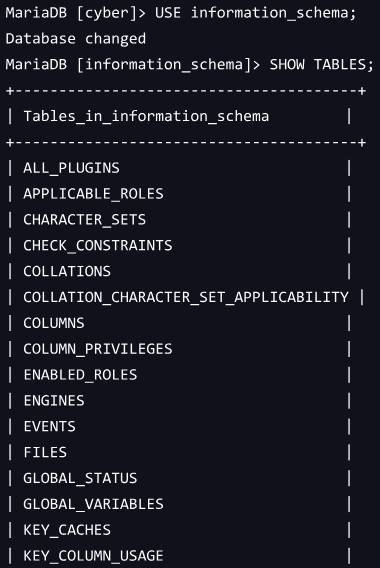 MariaDB [cyber]> USE information_schema;
Database changed
MariaDB [information_schema]> SHOW TABLES;
+---------------------------------------+
| Tables_in_information_schema          |
+---------------------------------------+
| ALL_PLUGINS                           |
| APPLICABLE_ROLES                      |
| CHARACTER_SETS                        |
| CHECK_CONSTRAINTS                     |
| COLLATIONS                            |
| COLLATION_CHARACTER_SET_APPLICABILITY |
| COLUMNS                               |
| COLUMN_PRIVILEGES                     |
| ENABLED_ROLES                         |
| ENGINES                               |
| EVENTS                                |
| FILES                                 |
| GLOBAL_STATUS                         |
| GLOBAL_VARIABLES                      |
| KEY_CACHES                            |
| KEY_COLUMN_USAGE                      |